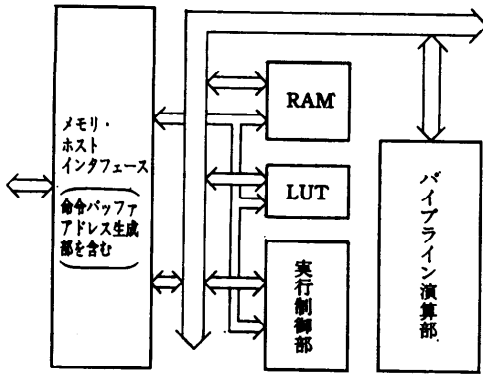 メモリ・
ホスト
インタフェース
(命令バッファ
アドレス生成
部を含む)
RAM
LUT
実行制御部
パイプライン演算部